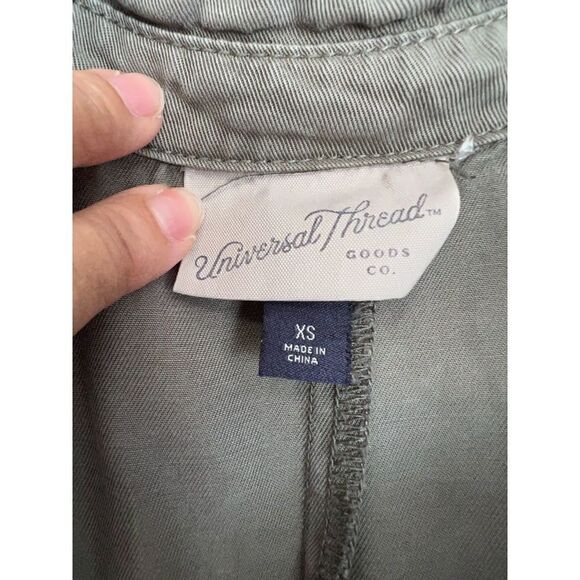 Universal Thread™
GOODS
CO.
XS
MADE IN
CHINA